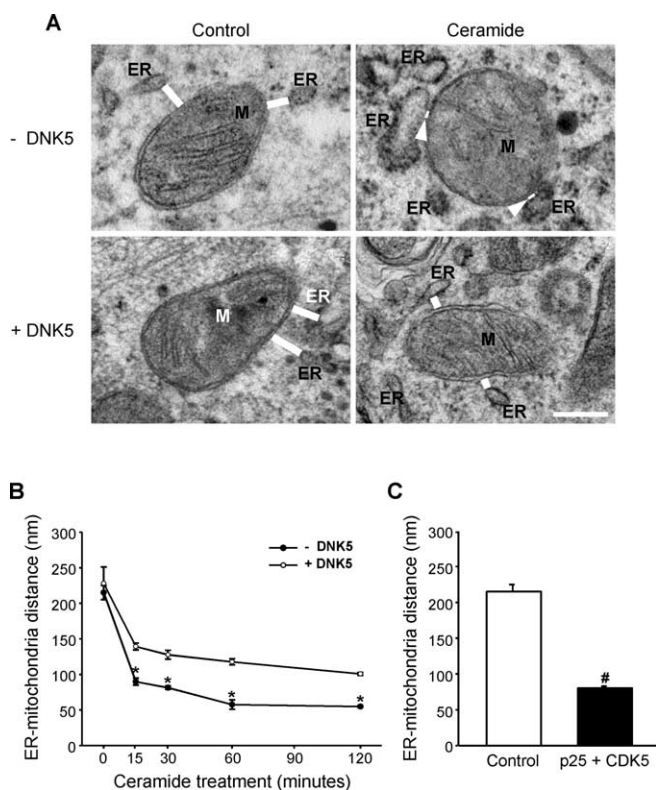 A
Control
Ceramide
- DNK5
ER
ER
M
ER
ER
M
ER
ER
+ DNK5
M
ER
ER
ER
M
ER
B
ER-mitochondria distance (nm)
300
250
200
150
100
50
0
- DNK5
+ DNK5
*
*
*
*
0
15
30
60
90
120
Ceramide treatment (minutes)
C
ER-mitochondria distance (nm)
300
250
200
150
100
50
0
#
Control
p25 + CDK5